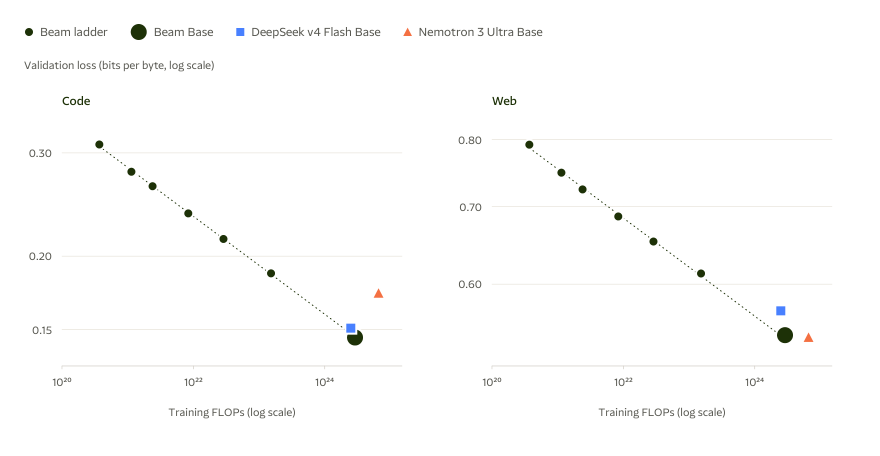 Beam ladder Beam Base DeepSeek v4 Flash Base Nemotron 3 Ultra Base
Validation loss (bits per byte, log scale)
Code
0.30
0.20
0.15
10²⁰ 10²² 10²⁴
Training FLOPs (log scale)
Web
0.80
0.70
0.60
10²⁰ 10²² 10²⁴
Training FLOPs (log scale)